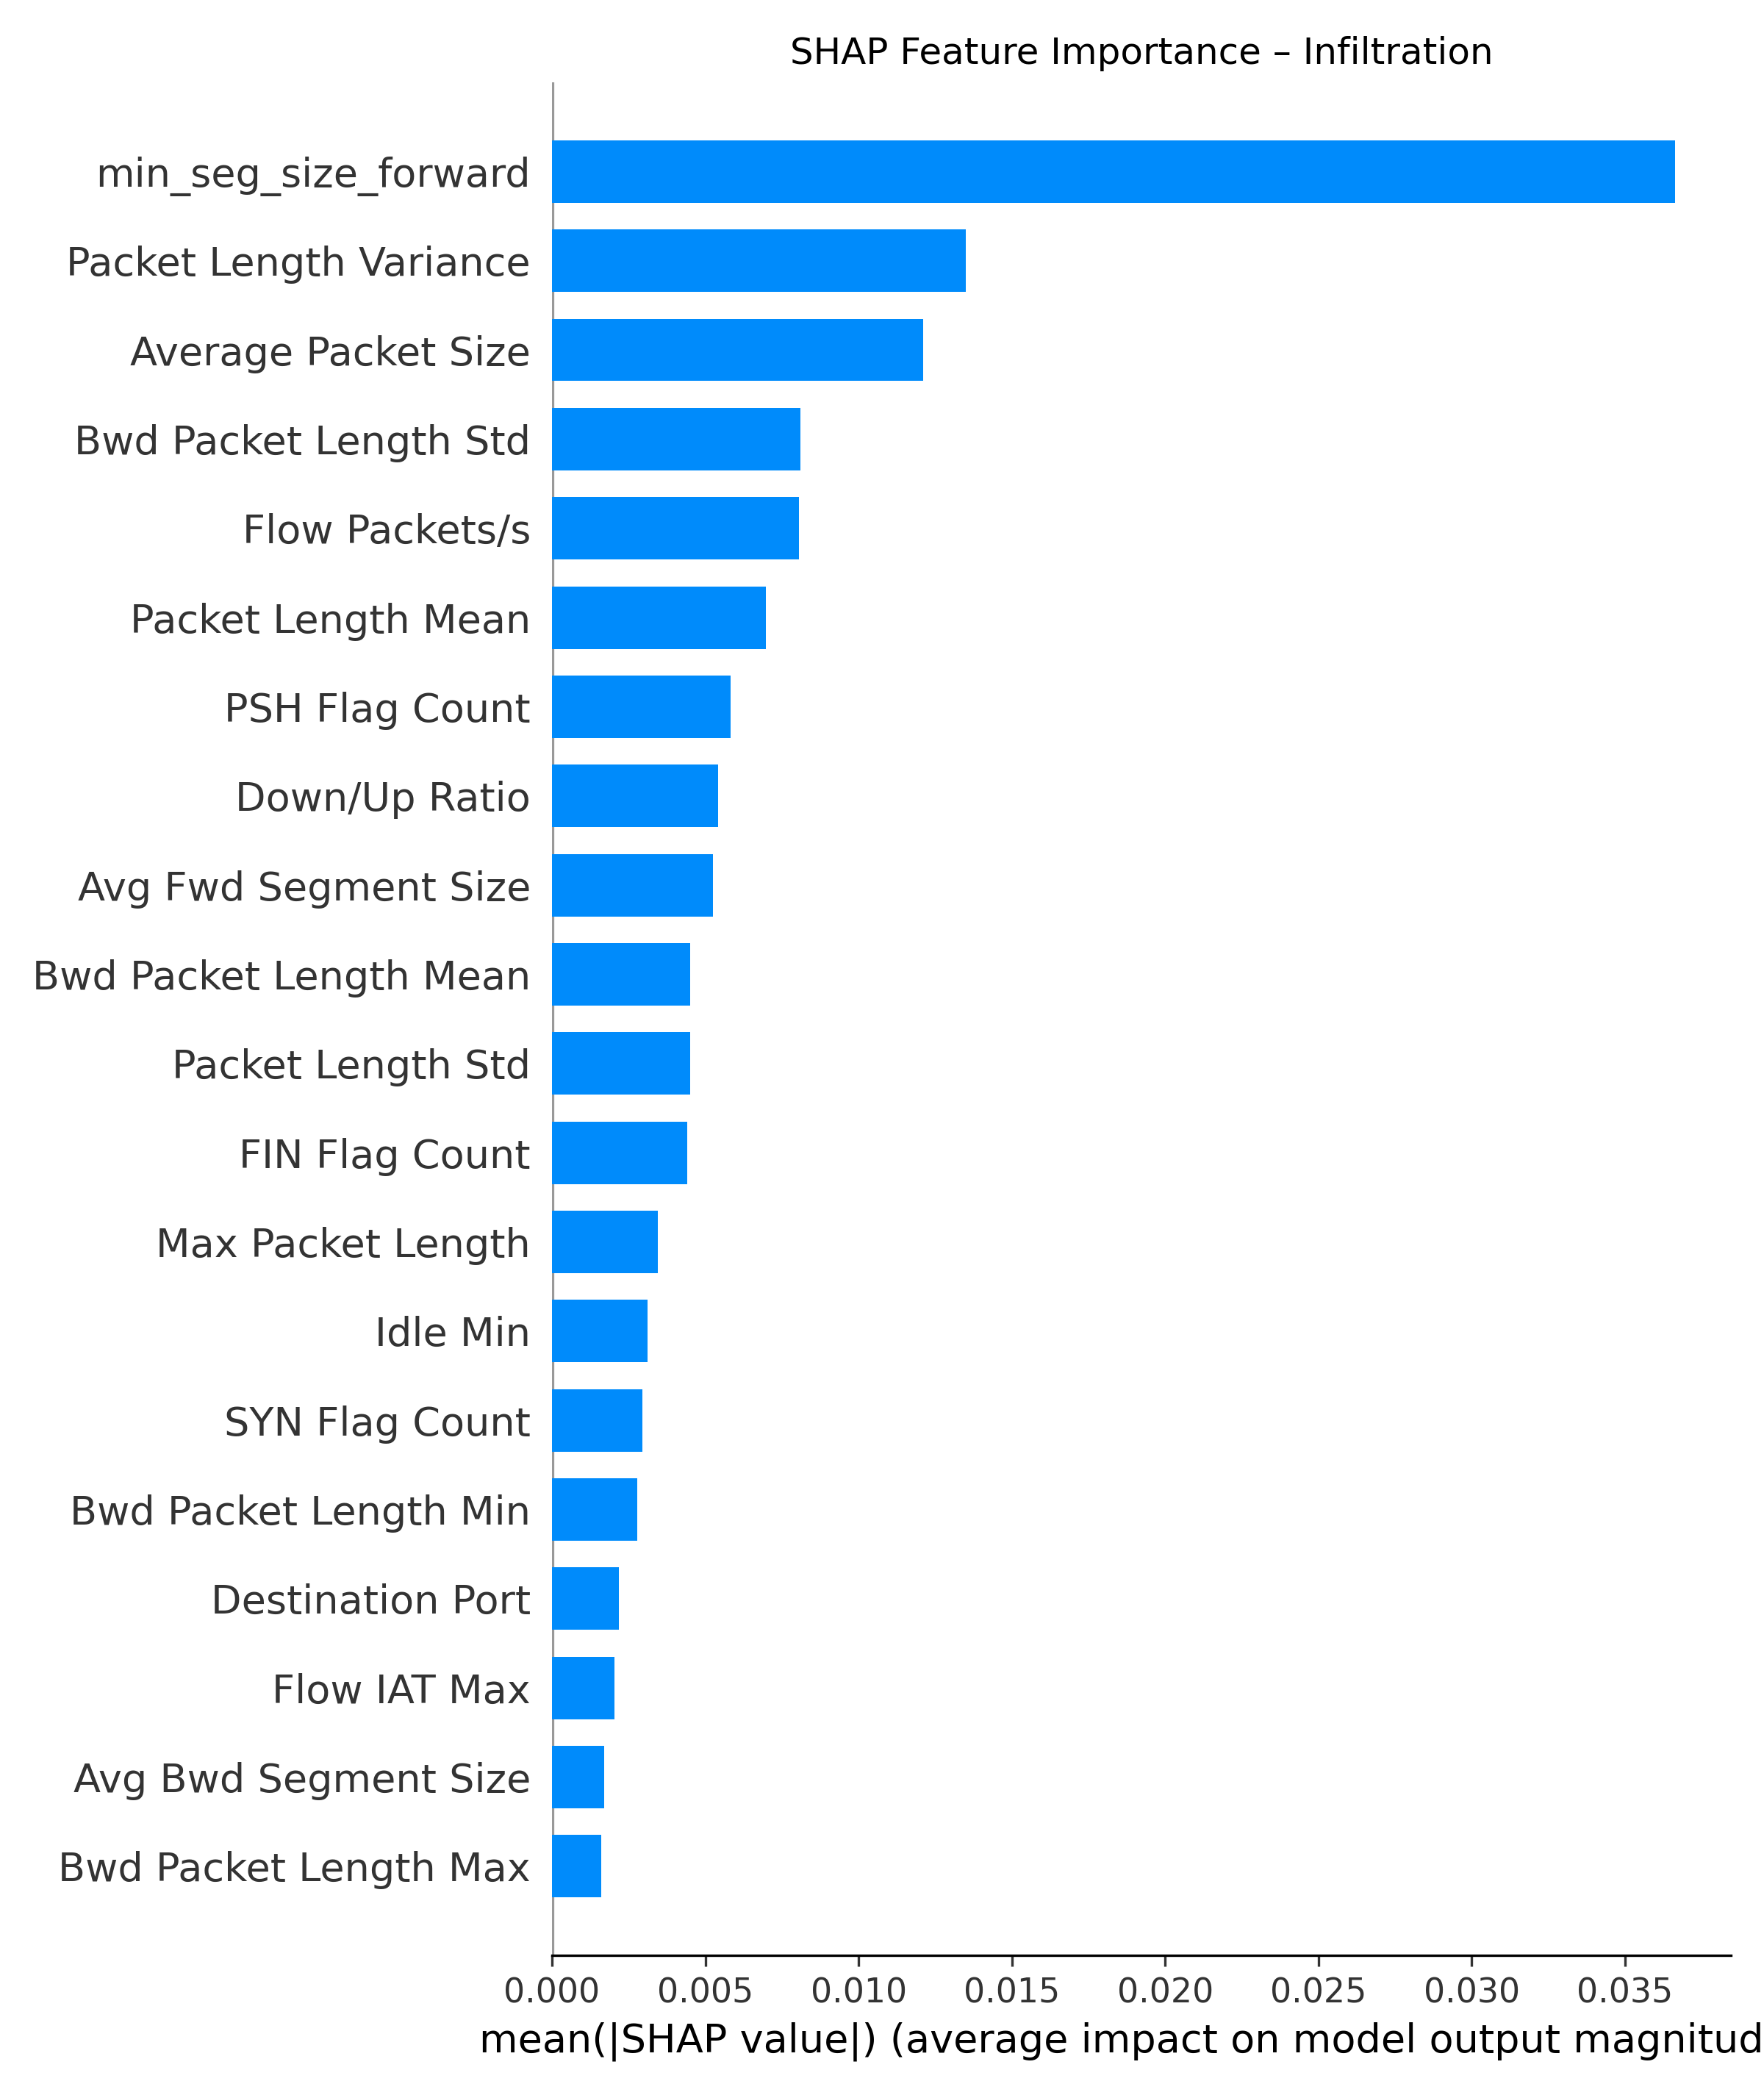 SHAP Feature Importance – Infiltration
min_seg_size_forward
Packet Length Variance
Average Packet Size
Bwd Packet Length Std
Flow Packets/s
Packet Length Mean
PSH Flag Count
Down/Up Ratio
Avg Fwd Segment Size
Bwd Packet Length Mean
Packet Length Std
FIN Flag Count
Max Packet Length
Idle Min
SYN Flag Count
Bwd Packet Length Min
Destination Port
Flow IAT Max
Avg Bwd Segment Size
Bwd Packet Length Max
0.000 0.005 0.010 0.015 0.020 0.025 0.030 0.035
mean(|SHAP value|) (average impact on model output magnitud